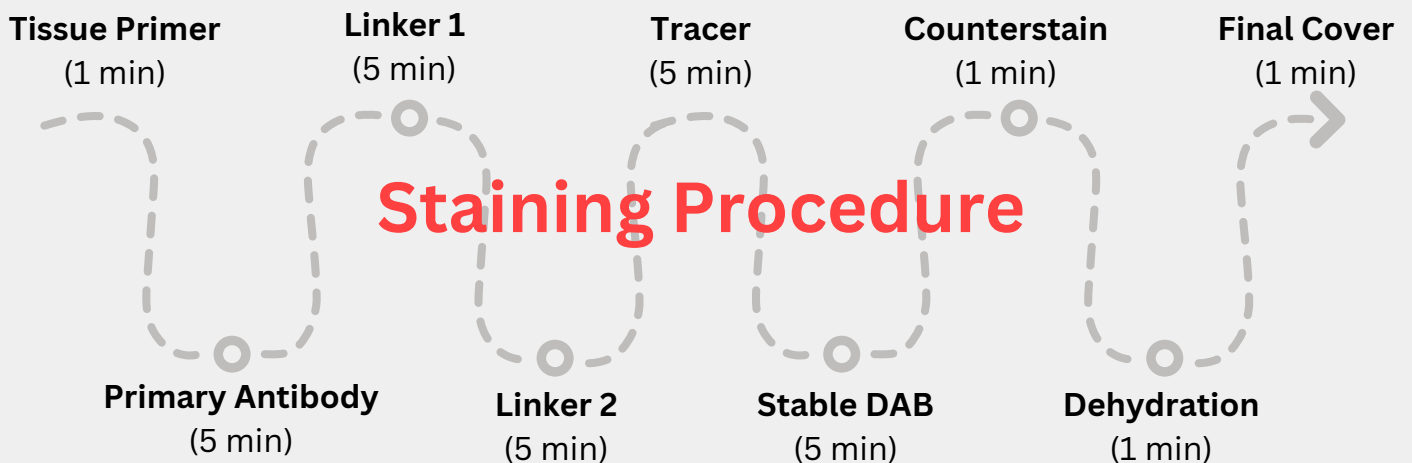 Tissue Primer
(1 min)
Linker 1
(5 min)
Tracer
(5 min)
Counterstain
(1 min)
Final Cover
(1 min)
Staining Procedure
Primary Antibody
(5 min)
Linker 2
(5 min)
Stable DAB
(5 min)
Dehydration
(1 min)